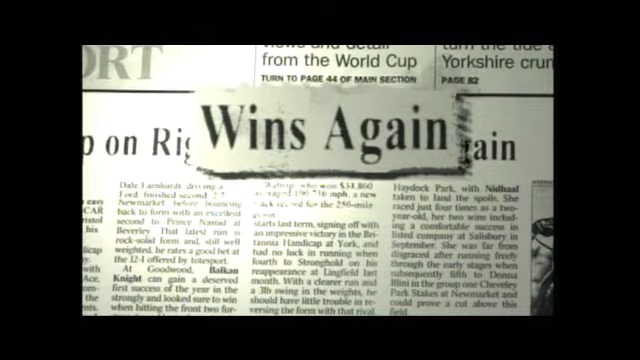 ORT
views and detail
from the World Cup
TURN TO PAGE 44 OF MAIN SECTION
turn the tide a
Yorkshire crun
PAGE 82
p on Rig
Wins Again
ain
Dale Earnhardt, driving a
Ford, finished second.
Newmarket before bouncing
back to form with an excellent
second to Prince Namid at
Beverley. That latest run is
rock-solid form and, still well
weighted, he rates a good bet at
the 12-1 offered by totesport.
At Goodwood, Balkan
Knight can gain a deserved
first success of the year in the
strongly and looked sure to win
when hitting the front two fur-
who won $34,860
mph, a new
record for the 250-mile
event
starts last term, signing off with
an impressive victory in the Bri-
tannia Handicap at York, and
had no luck in running when
fourth to Stronghold on his
reappearance at Lingfield last
month. With a clearer run and
a 3lb swing in the weights, he
should have little trouble in re-
versing the form with that rival
Haydock Park, with Nidhaal
taken to land the spoils. She
raced just four times as a two-
year-old, her two wins includ-
ing a comfortable success in
listed company at Salisbury in
September. She was far from
disgraced after running freely
through the early stages when
subsequently fifth to Donna
Blini in the group one Cheveley
Park Stakes at Newmarket and
could prove a cut above this
field.